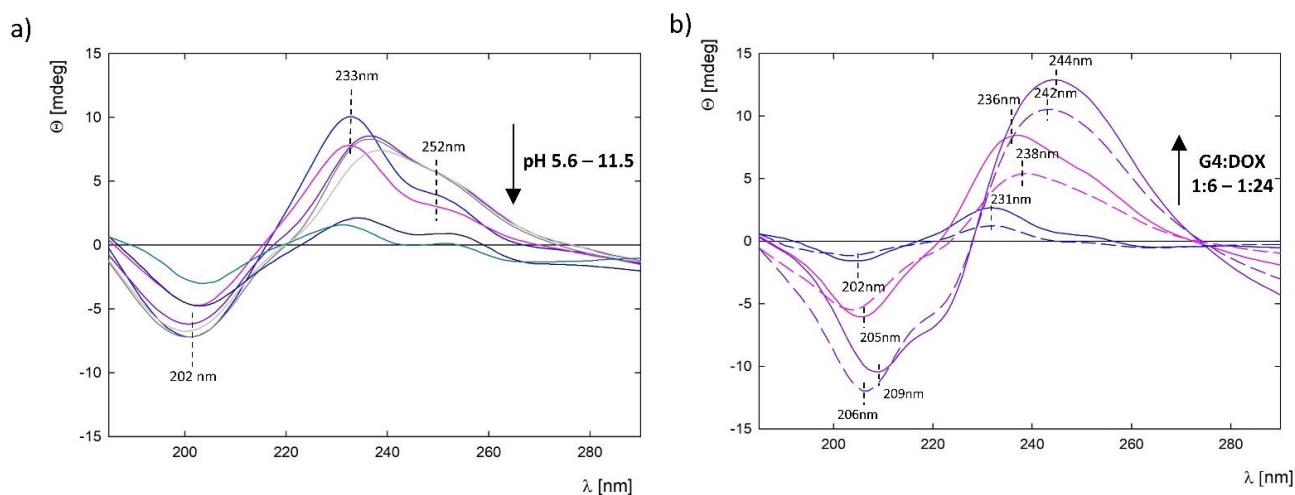 a)
15
10
5
0
-5
-10
-15
Θ [mdeg]
233nm
252nm
pH 5.6 – 11.5
202 nm
200
220
240
260
280
λ [nm]
b)
15
10
5
0
-5
-10
-15
Θ [mdeg]
244nm
242nm
236nm
238nm
231nm
G4:DOX
1:6 – 1:24
202nm
205nm
209nm
206nm
200
220
240
260
280
λ [nm]